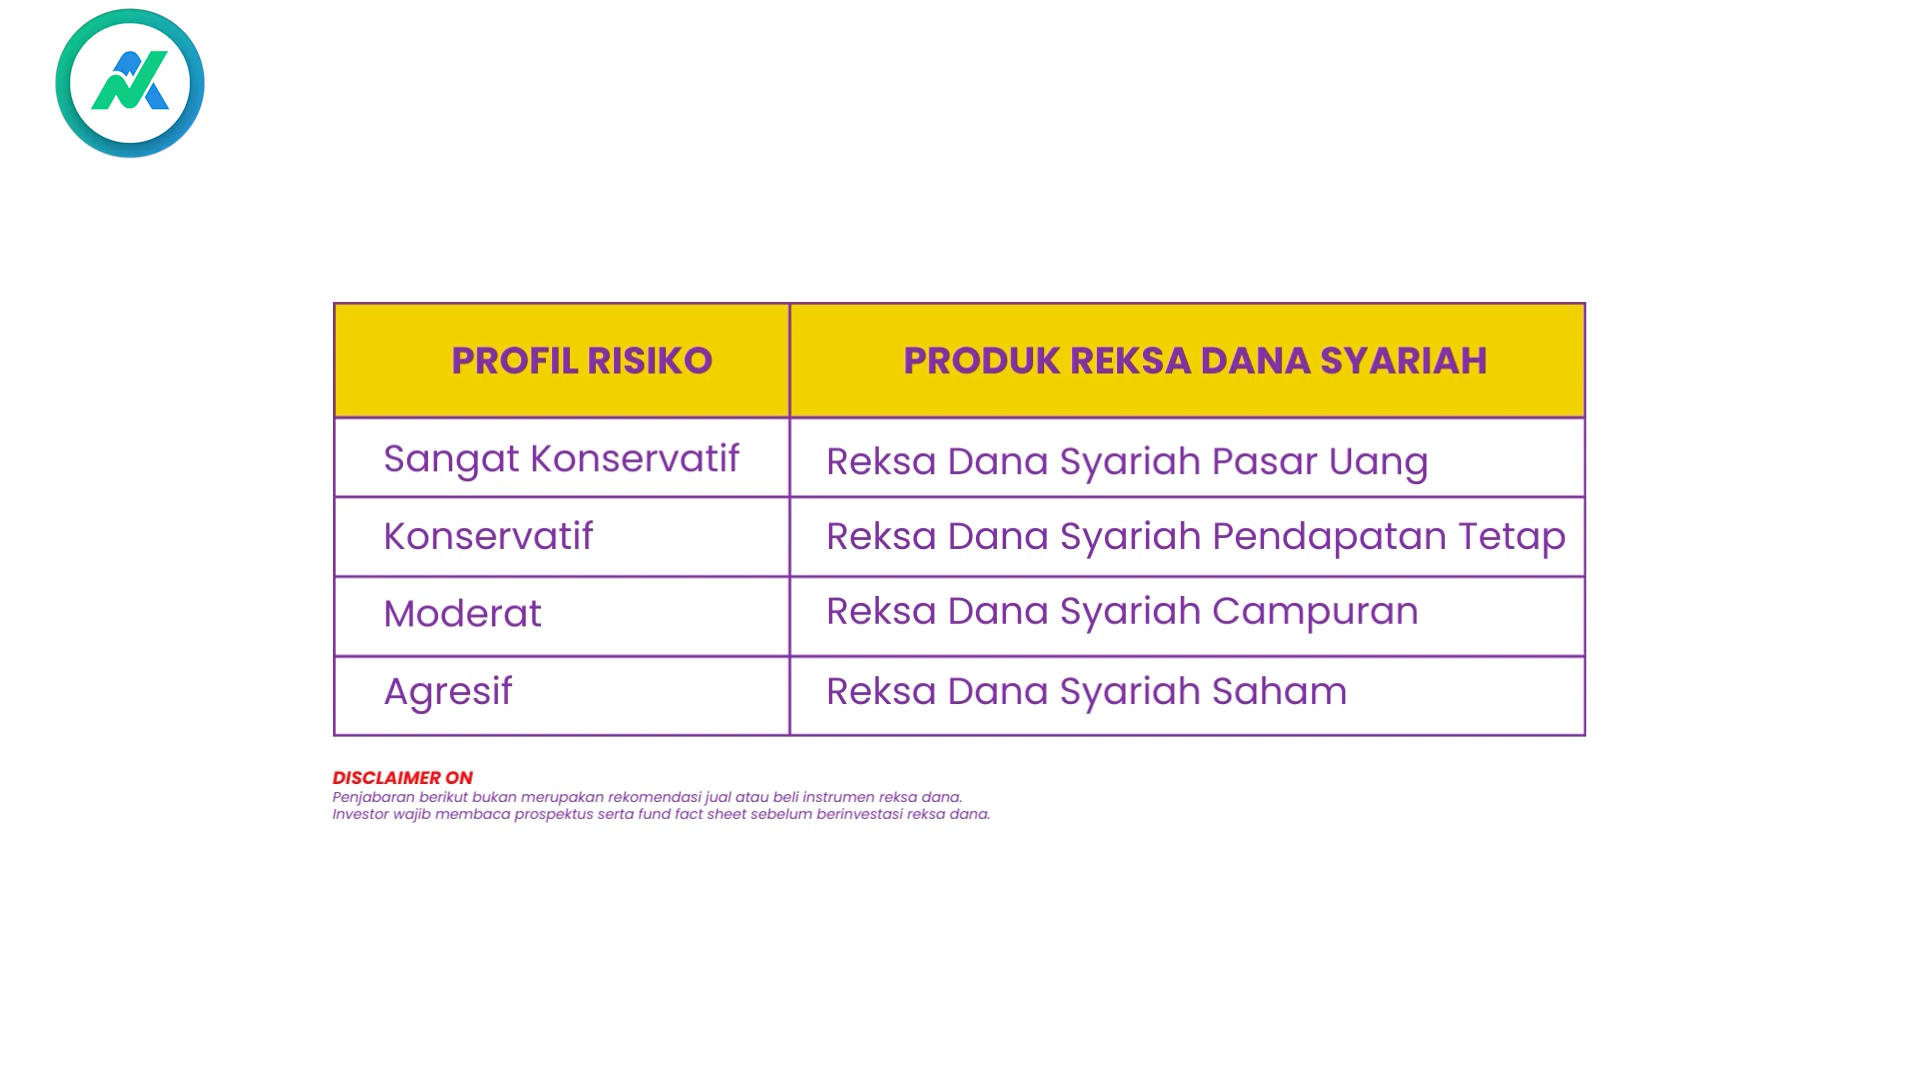 PROFIL RISIKO
PRODUK REKSA DANA SYARIAH
Sangat Konservatif
Reksa Dana Syariah Pasar Uang
Konservatif
Reksa Dana Syariah Pendapatan Tetap
Moderat
Reksa Dana Syariah Campuran
Agresif
Reksa Dana Syariah Saham
DISCLAIMER ON
Penjabaran berikut bukan merupakan rekomendasi jual atau beli instrumen reksa dana.
Investor wajib membaca prospektus serta fund fact sheet sebelum berinvestasi reksa dana.